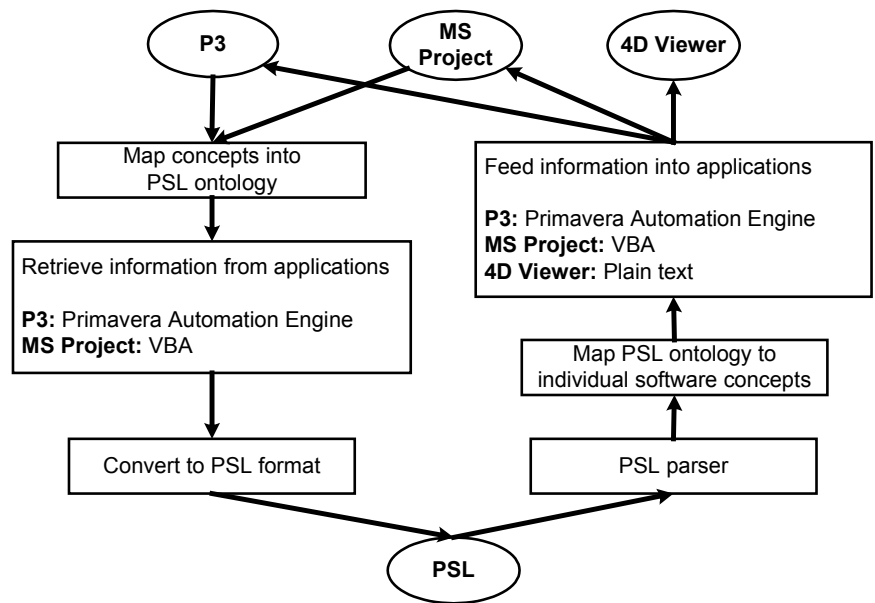 P3
MS
Project
4D Viewer
Map concepts into
PSL ontology
Retrieve information from applications
P3: Primavera Automation Engine
MS Project: VBA
Convert to PSL format
PSL
PSL parser
Map PSL ontology to
individual software concepts
Feed information into applications
P3: Primavera Automation Engine
MS Project: VBA
4D Viewer: Plain text